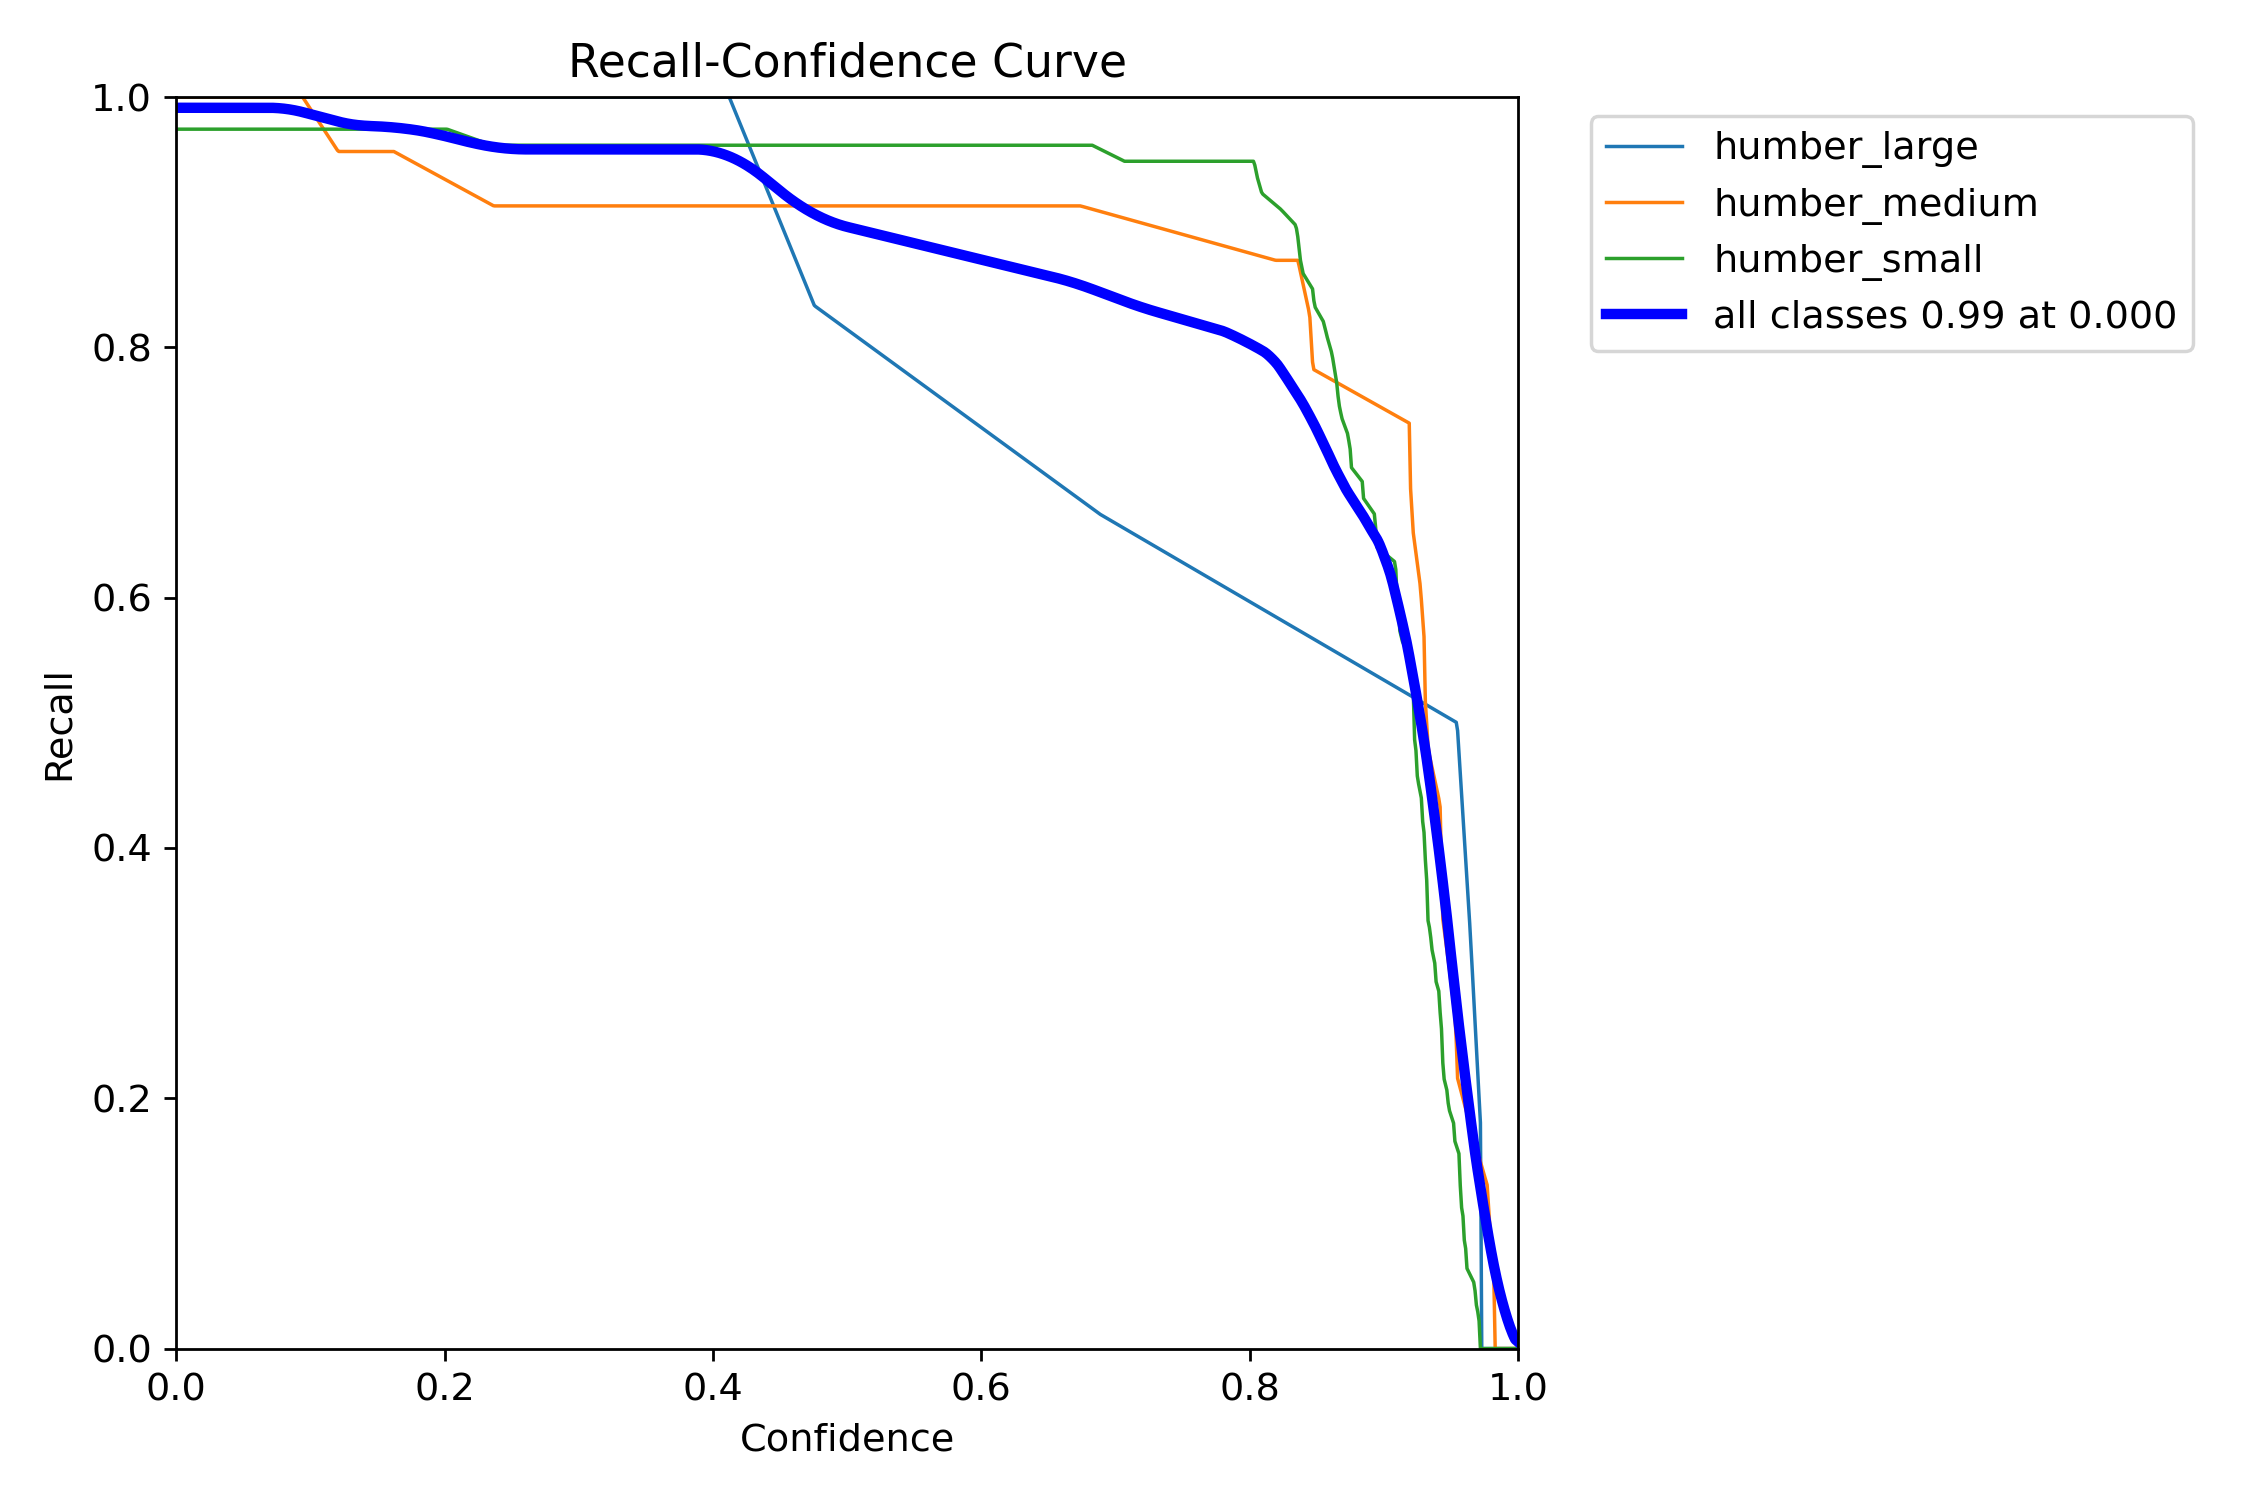 Recall-Confidence Curve
1.0
0.8
0.6
0.4
0.2
0.0
Recall
0.0 0.2 0.4 0.6 0.8 1.0
Confidence
humber_large
humber_medium
humber_small
all classes 0.99 at 0.000